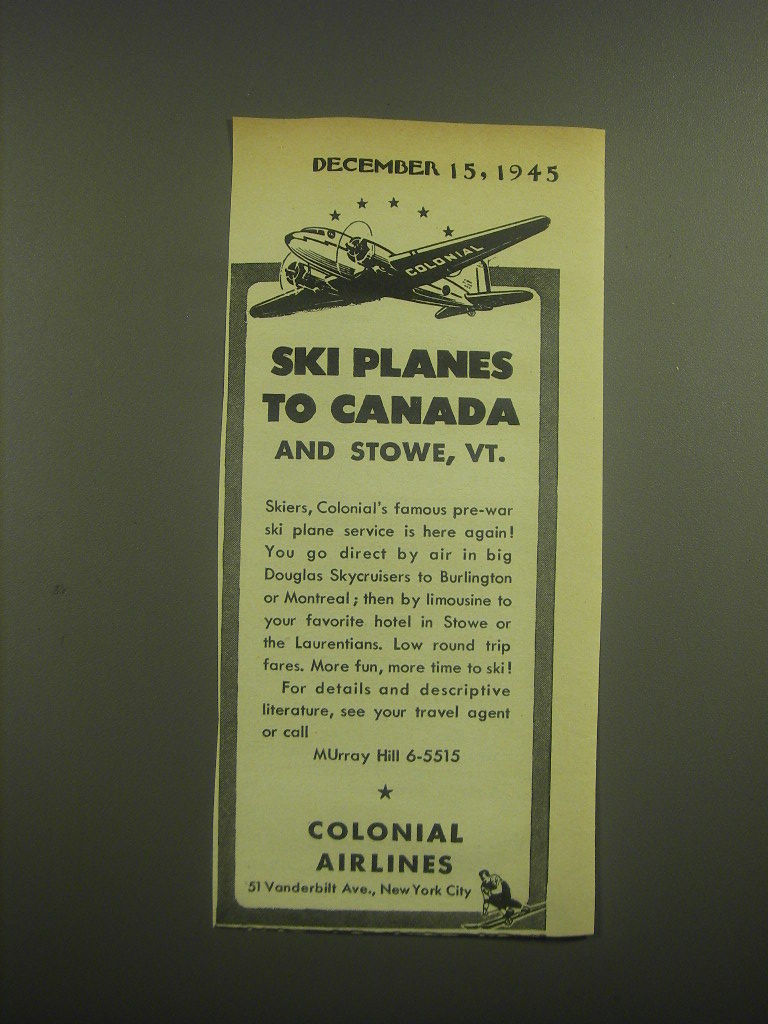 DECEMBER 15, 1945
COLONIAL
SKI PLANES
TO CANADA
AND STOWE, VT.
Skiers, Colonial's famous pre-war
ski plane service is here again!
You go direct by air in big
Douglas Skycruisers to Burlington
or Montreal; then by limousine to
your favorite hotel in Stowe or
the Laurentians. Low round trip
fares. More fun, more time to ski!
For details and descriptive
literature, see your travel agent
or call
MUrray Hill 6-5515
COLONIAL
AIRLINES
51 Vanderbilt Ave., New York City